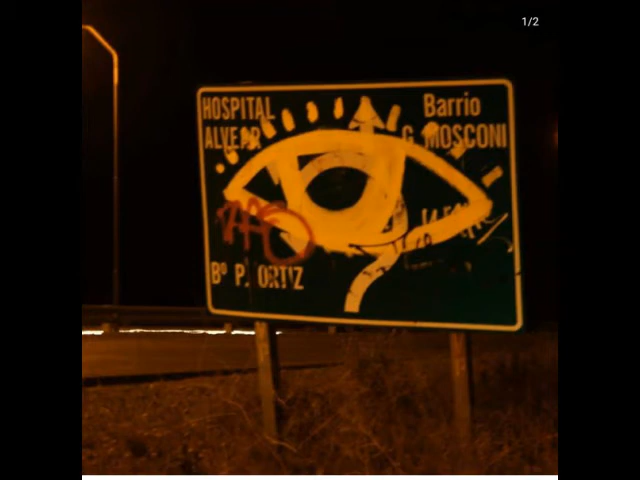 1/2
HOSPITAL
ALVEAR
Barrio
G. MOSCONI
Bº P. ORTIZ